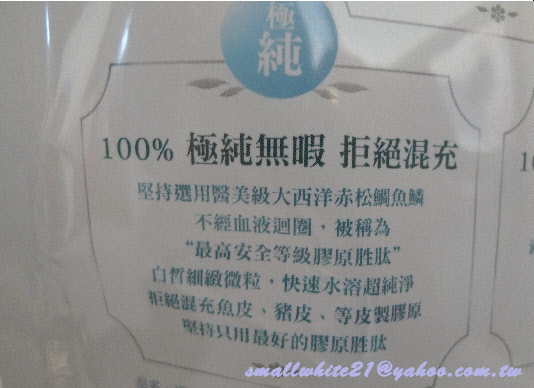 極
純
100% 極純無暇 拒絕混充
堅持選用醫美級大西洋赤松鯛魚鱗
不經血液迴圈，被稱為
“最高安全等級膠原胜肽”
白皙細緻微粒，快速水溶超純淨
拒絕混充魚皮、豬皮、等皮製膠原
堅持只用最好的膠原胜肽
smallwhite21@yahoo.com.tw